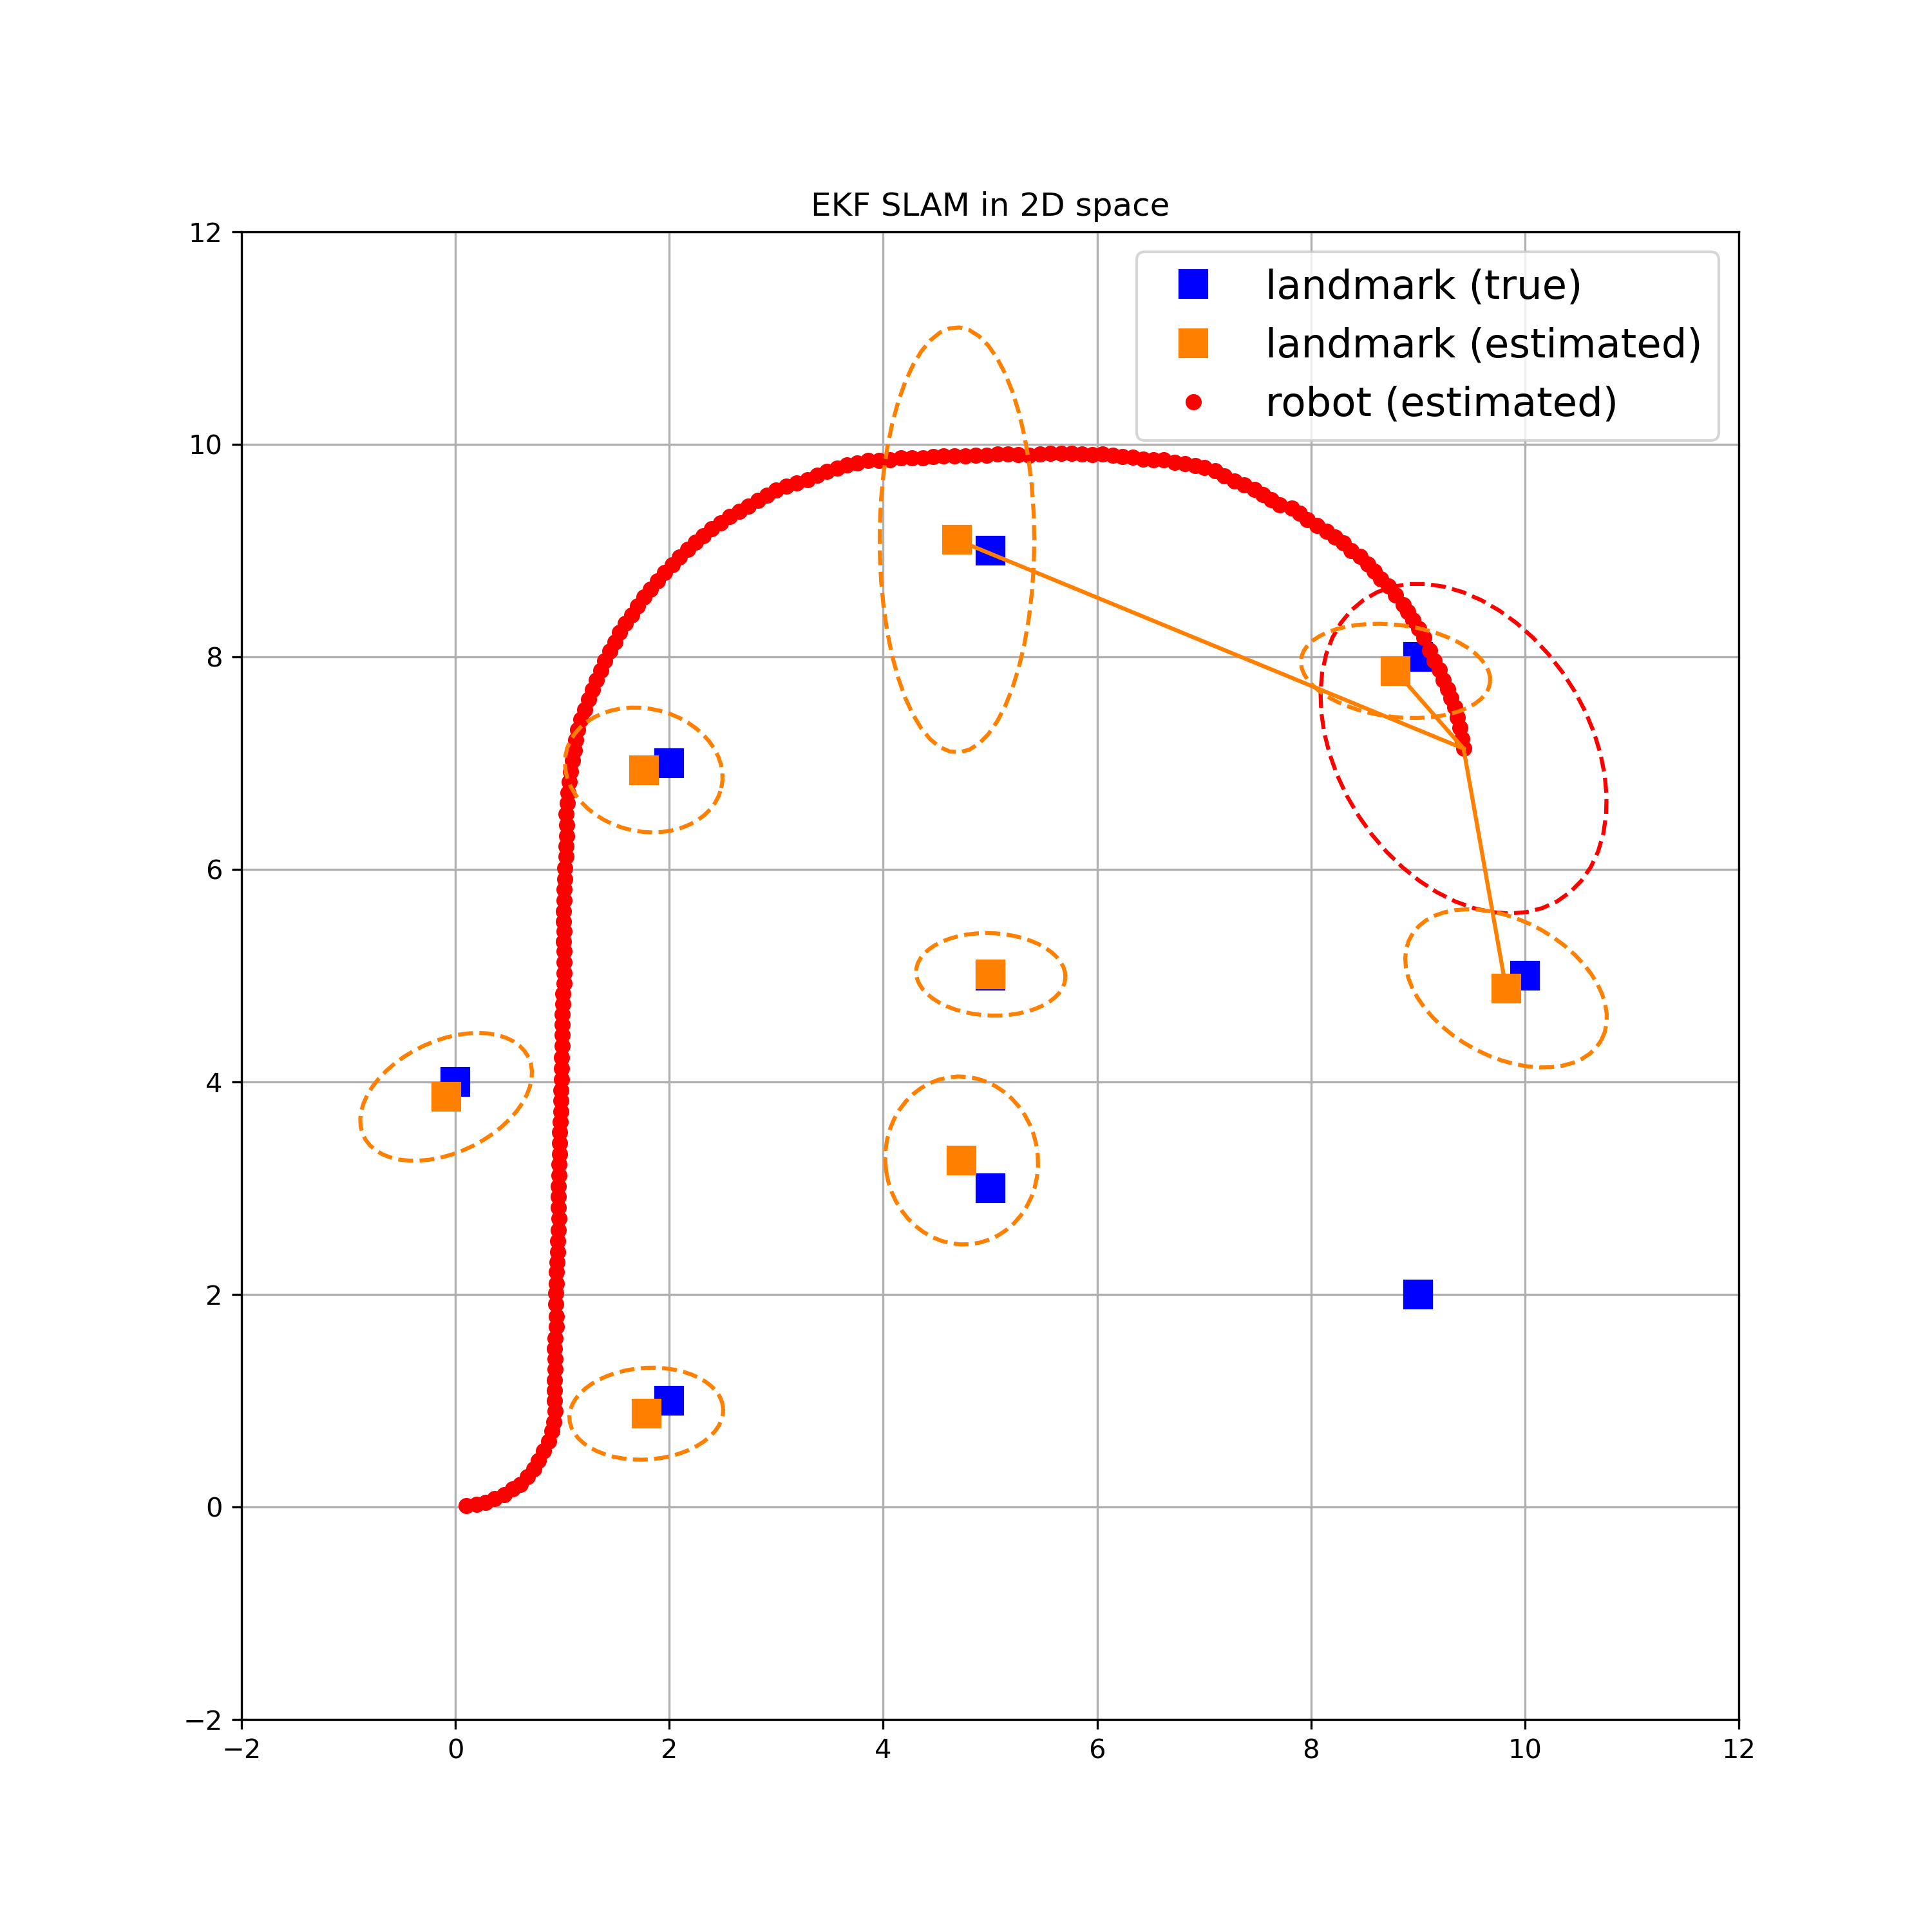 EKF SLAM in 2D space
12
landmark (true)
landmark (estimated)
robot (estimated)
10
8
6
4
2
0
−2
−2 0 2 4 6 8 10 12